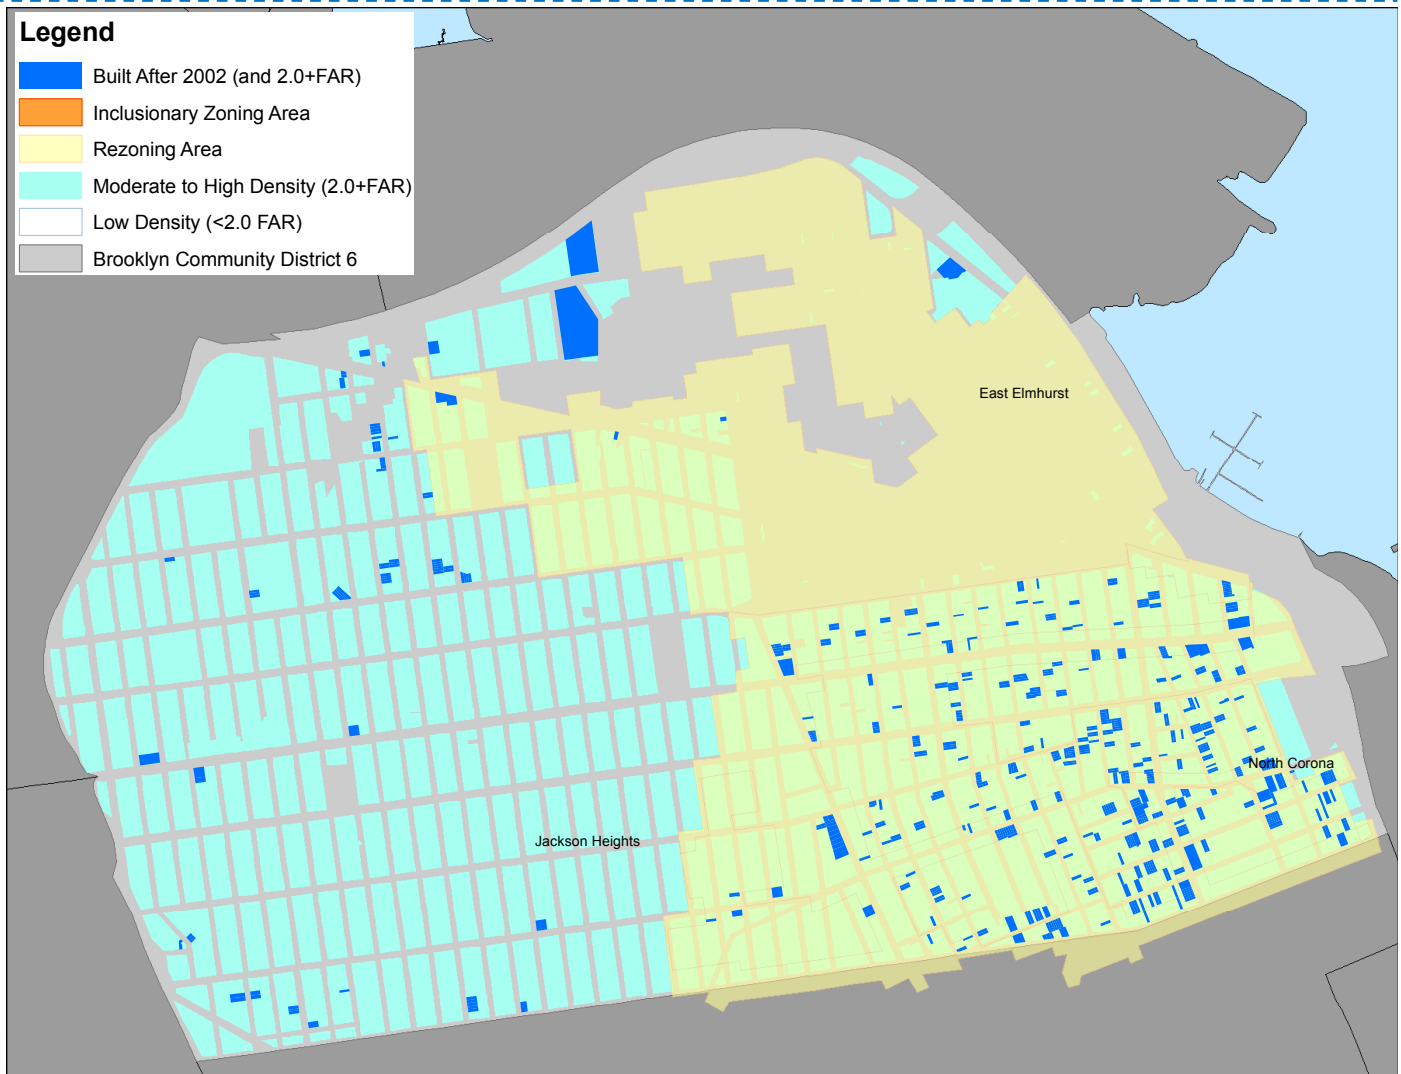 Legend
Built After 2002 (and 2.0+FAR)
Inclusionary Zoning Area
Rezoning Area
Moderate to High Density (2.0+FAR)
Low Density (<2.0 FAR)
Brooklyn Community District 6
East Elmhurst
North Corona
Jackson Heights